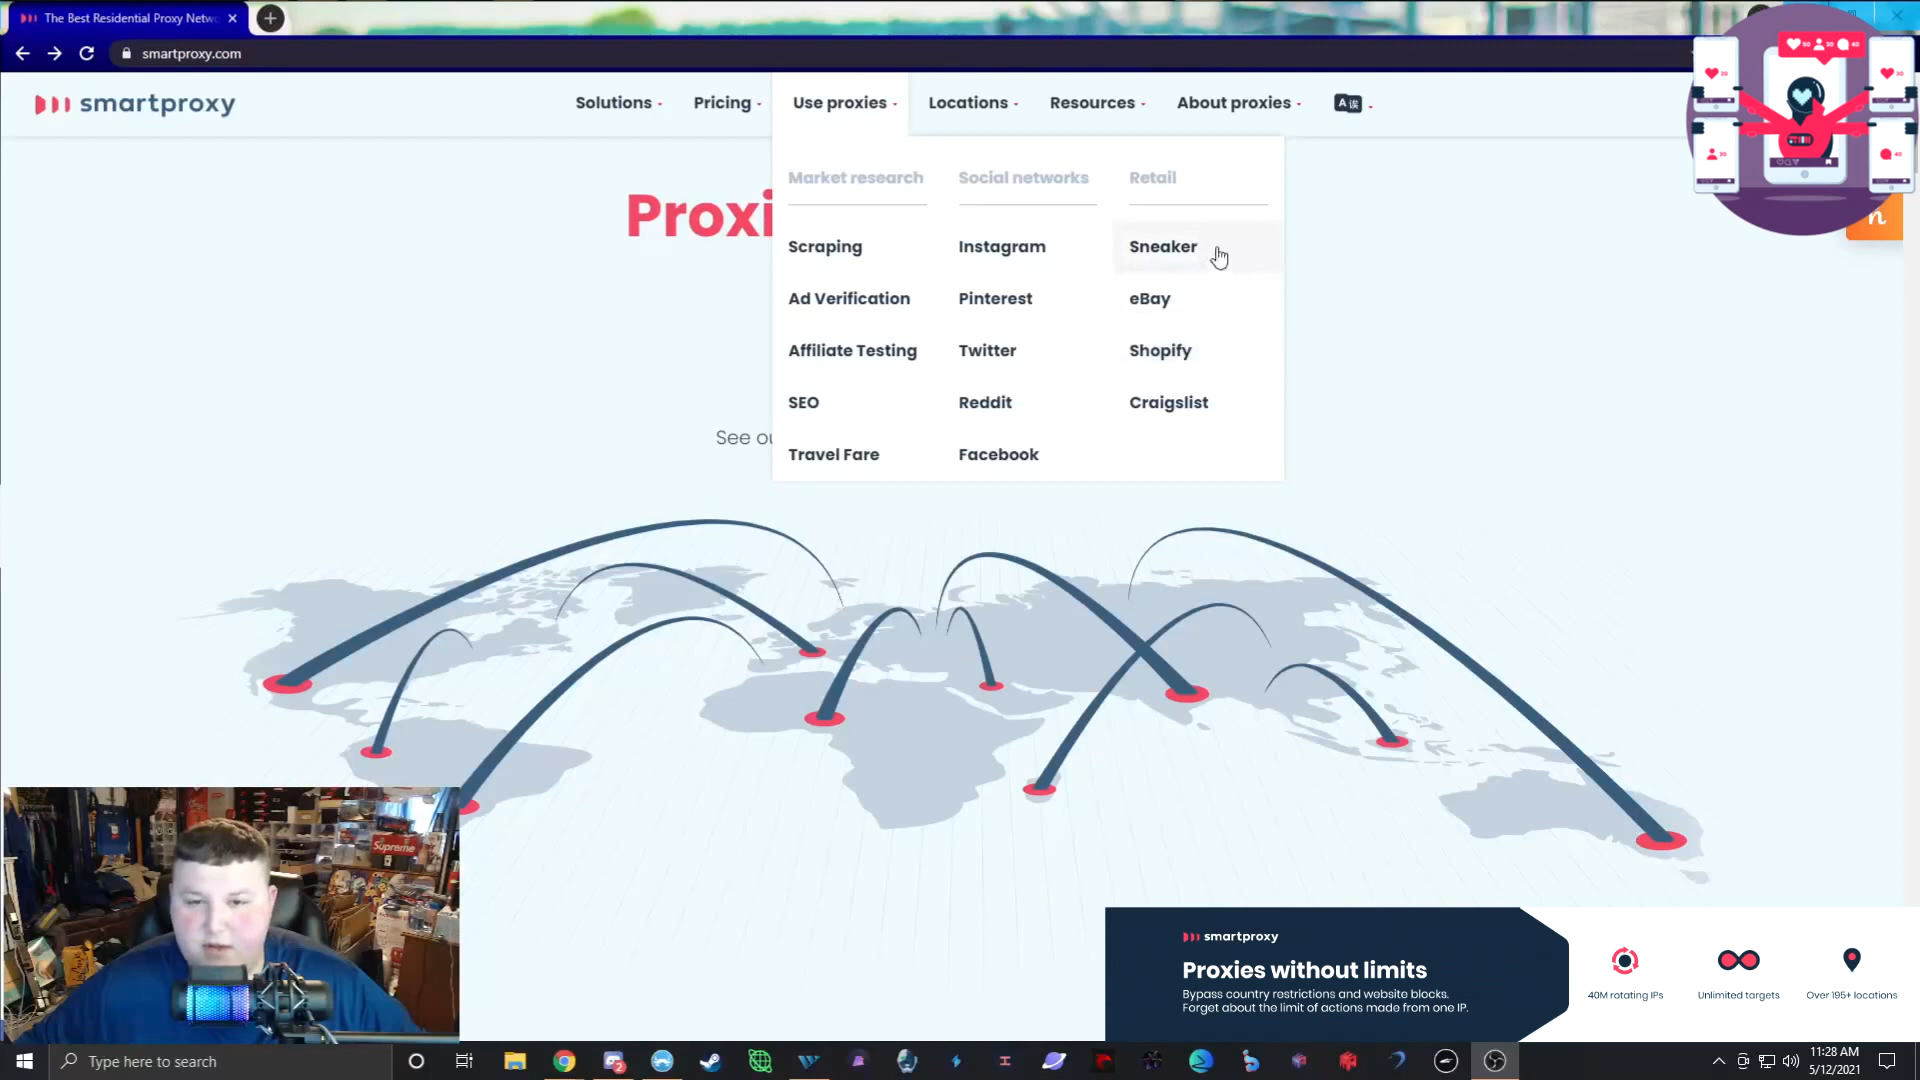 The Best Residential Proxy Netw
smartproxy.com
smartproxy
Solutions
Pricing
Use proxies
Locations
Resources
About proxies
Market research
Social networks
Retail
Scraping
Instagram
Sneaker
Ad Verification
Pinterest
eBay
Affiliate Testing
Twitter
Shopify
SEO
Reddit
Craigslist
Travel Fare
Facebook
Proxi
See ou
Supreme
smartproxy
Proxies without limits
Bypass country restrictions and website blocks.
Forget about the limit of actions made from one IP.
40M rotating IPs
Unlimited targets
Over 195+ locations
Type here to search
2
11:28 AM
5/12/2021